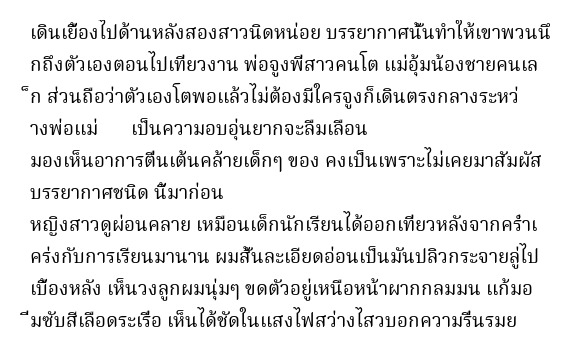 เดินเยื้องไปด้านหลังสองสาวนิดหน่อย บรรยากาศนั้นทำให้เขาพวนนึ
กถึงตัวเองตอนไปเที่ยวงาน พ่อจูงพี่สาวคนโต แม่อุ้มน้องชายคนเล
็ก ส่วนถือว่าตัวเองโตพอแล้วไม่ต้องมีใครจูงก็เดินตรงกลางระหว่
างพ่อแม่ เป็นความอบอุ่นยากจะลืมเลือน
มองเห็นอาการตื่นเต้นคล้ายเด็กๆ ของ คงเป็นเพราะไม่เคยมาสัมผัส
บรรยากาศชนิด นี้มาก่อน
หญิงสาวดูผ่อนคลาย เหมือนเด็กนักเรียนได้ออกเที่ยวหลังจากคร่ำเ
คร่งกับการเรียนมานาน ผมสั้นละเอียดอ่อนเป็นมันปลิวกระจายลู่ไป
เบื้องหลัง เห็นวงลูกผมนุ่มๆ ขดตัวอยู่เหนือหน้าผากกลมมน แก้มอ
ิ่มซับสีเลือดระเรื่อ เห็นได้ชัดในแสงไฟสว่างไสวบอกความรื่นรมย